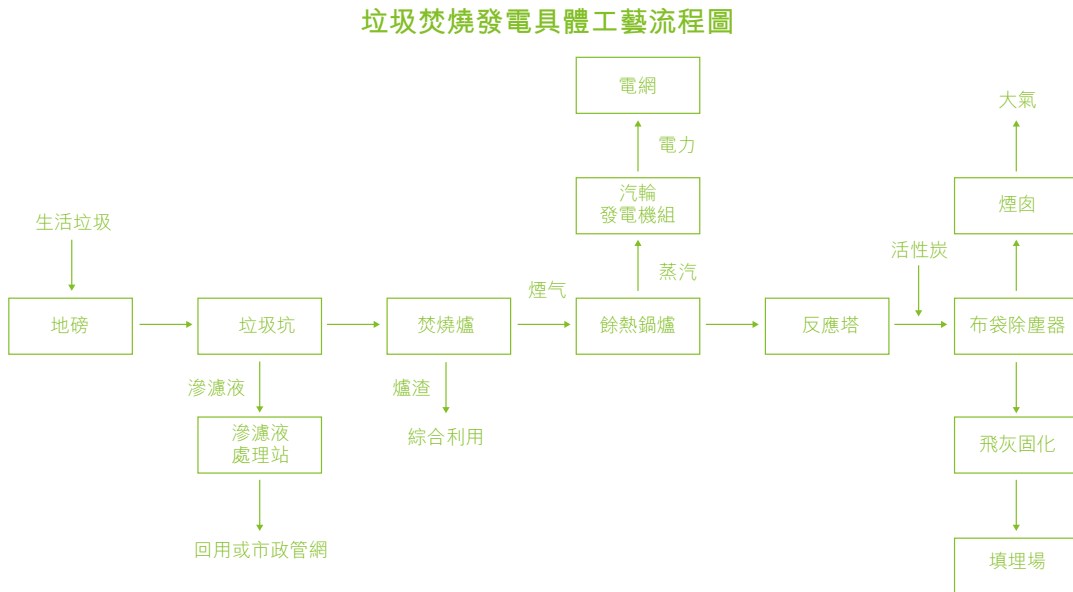 垃圾焚燒發電具體工藝流程圖
電網
大氣
電力
汽輪
發電機組
煙囪
生活垃圾
活性炭
蒸汽
煙气
地磅
垃圾坑
焚燒爐
餘熱鍋爐
反應塔
布袋除塵器
滲濾液
爐渣
滲濾液
處理站
綜合利用
飛灰固化
回用或市政管網
填埋場